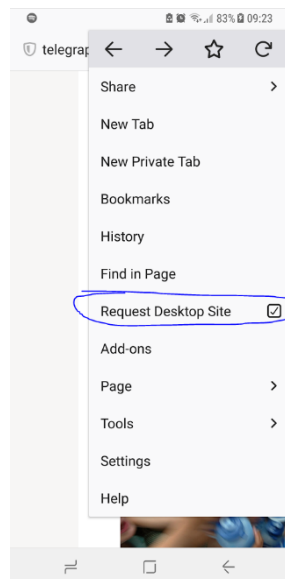 83% 09:23
telegrap
Share
New Tab
New Private Tab
Bookmarks
History
Find in Page
Request Desktop Site
Add-ons
Page
Tools
Settings
Help